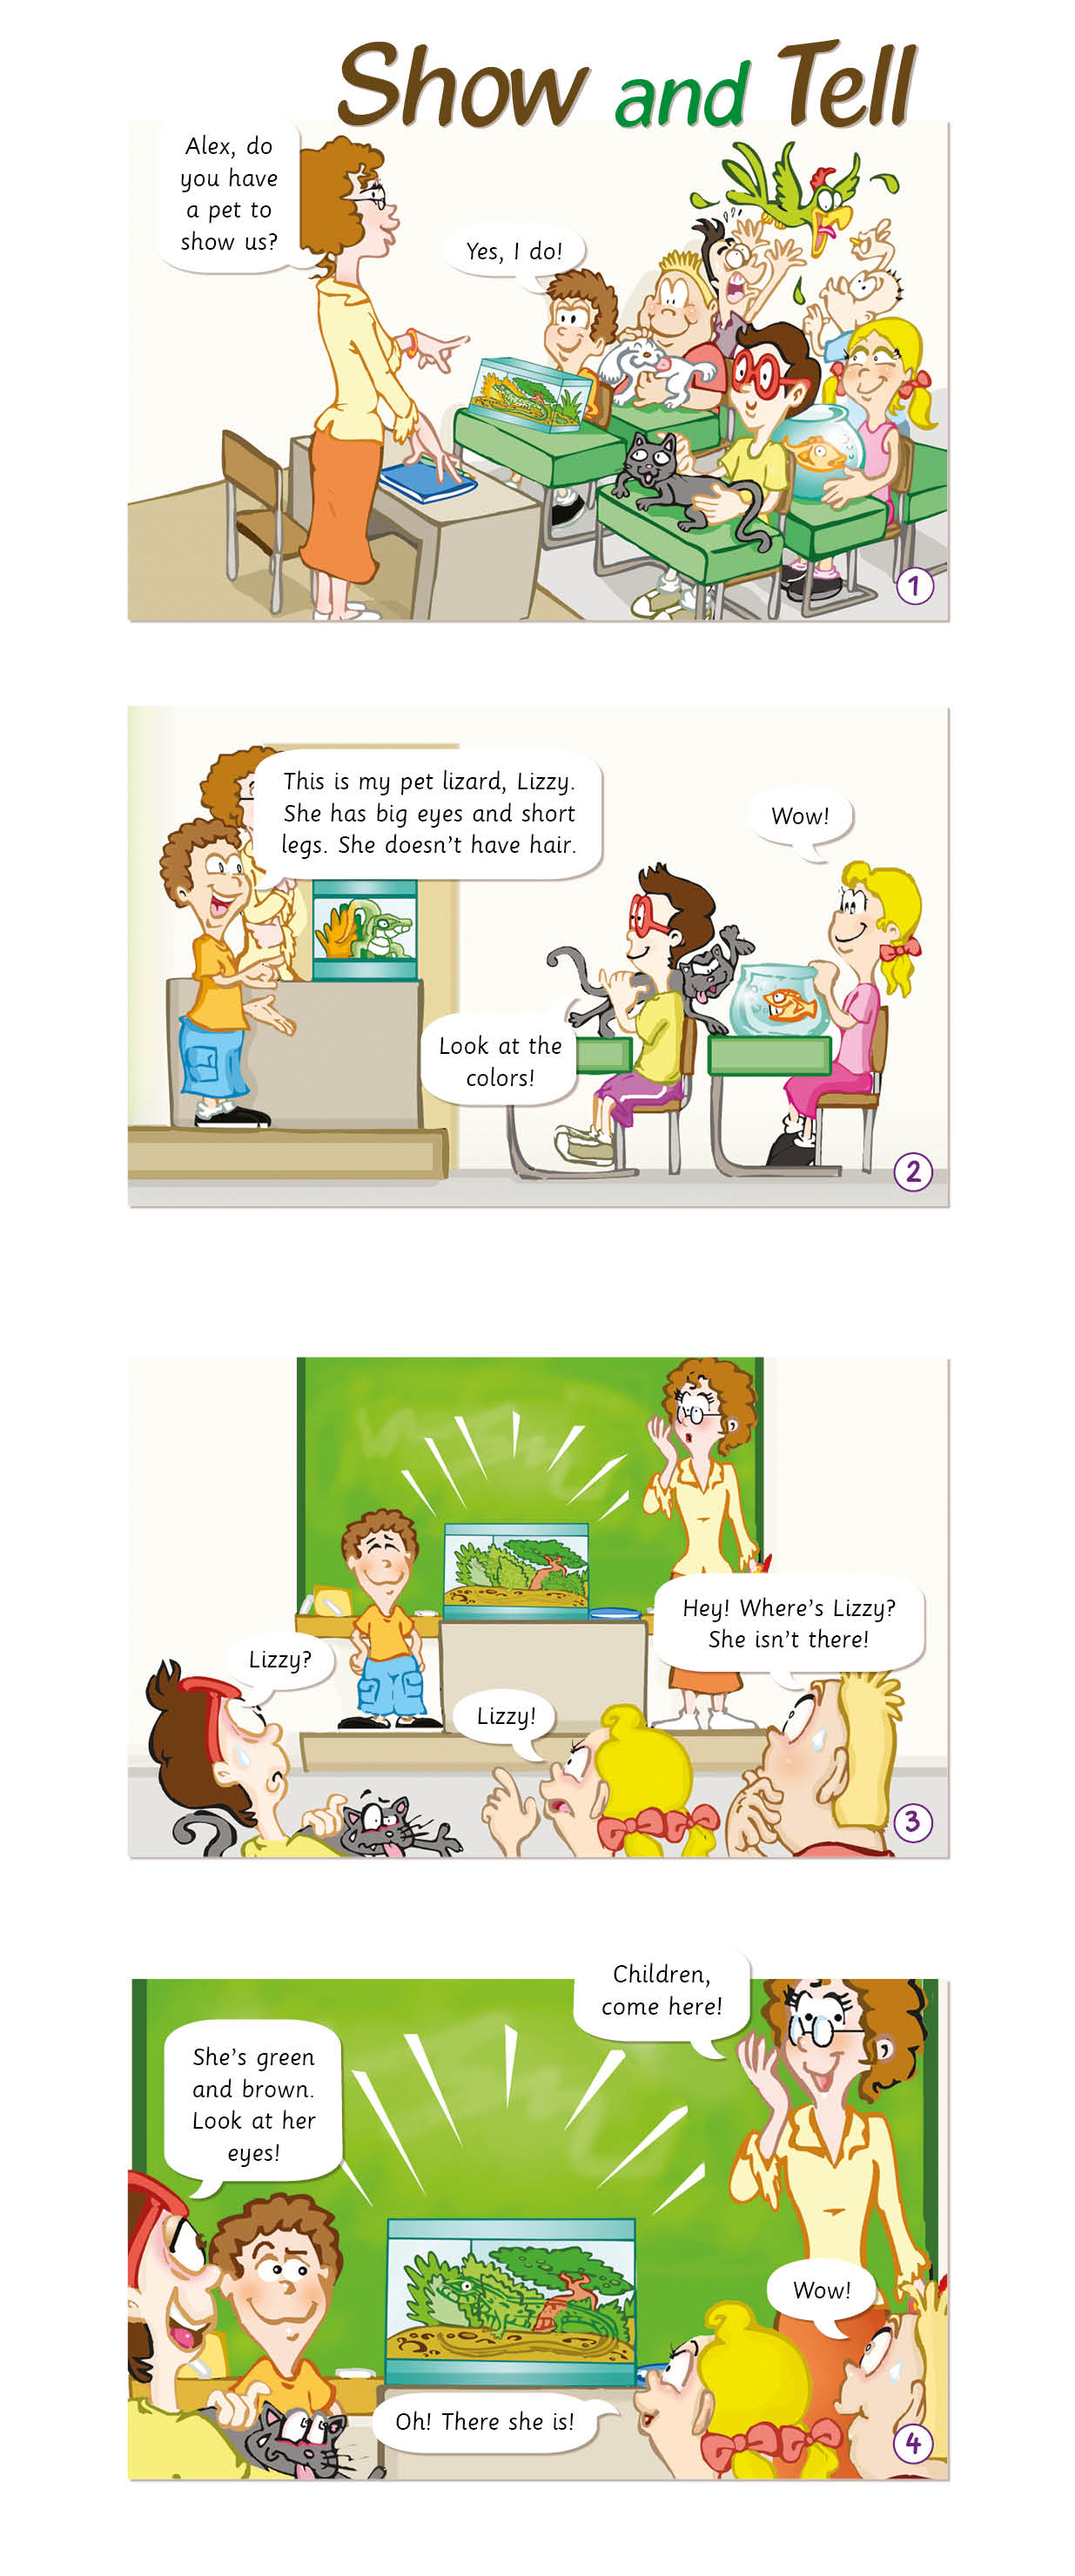 Show and Tell
Alex, do
you have
a pet to
show us?
Yes, I do!
1
This is my pet lizard, Lizzy.
She has big eyes and short
legs. She doesn't have hair.
Wow!
Look at the
colors!
2
Hey! Where's Lizzy?
She isn't there!
Lizzy?
Lizzy!
3
Children,
come here!
She's green
and brown.
Look at her
eyes!
Wow!
Oh! There she is!
4